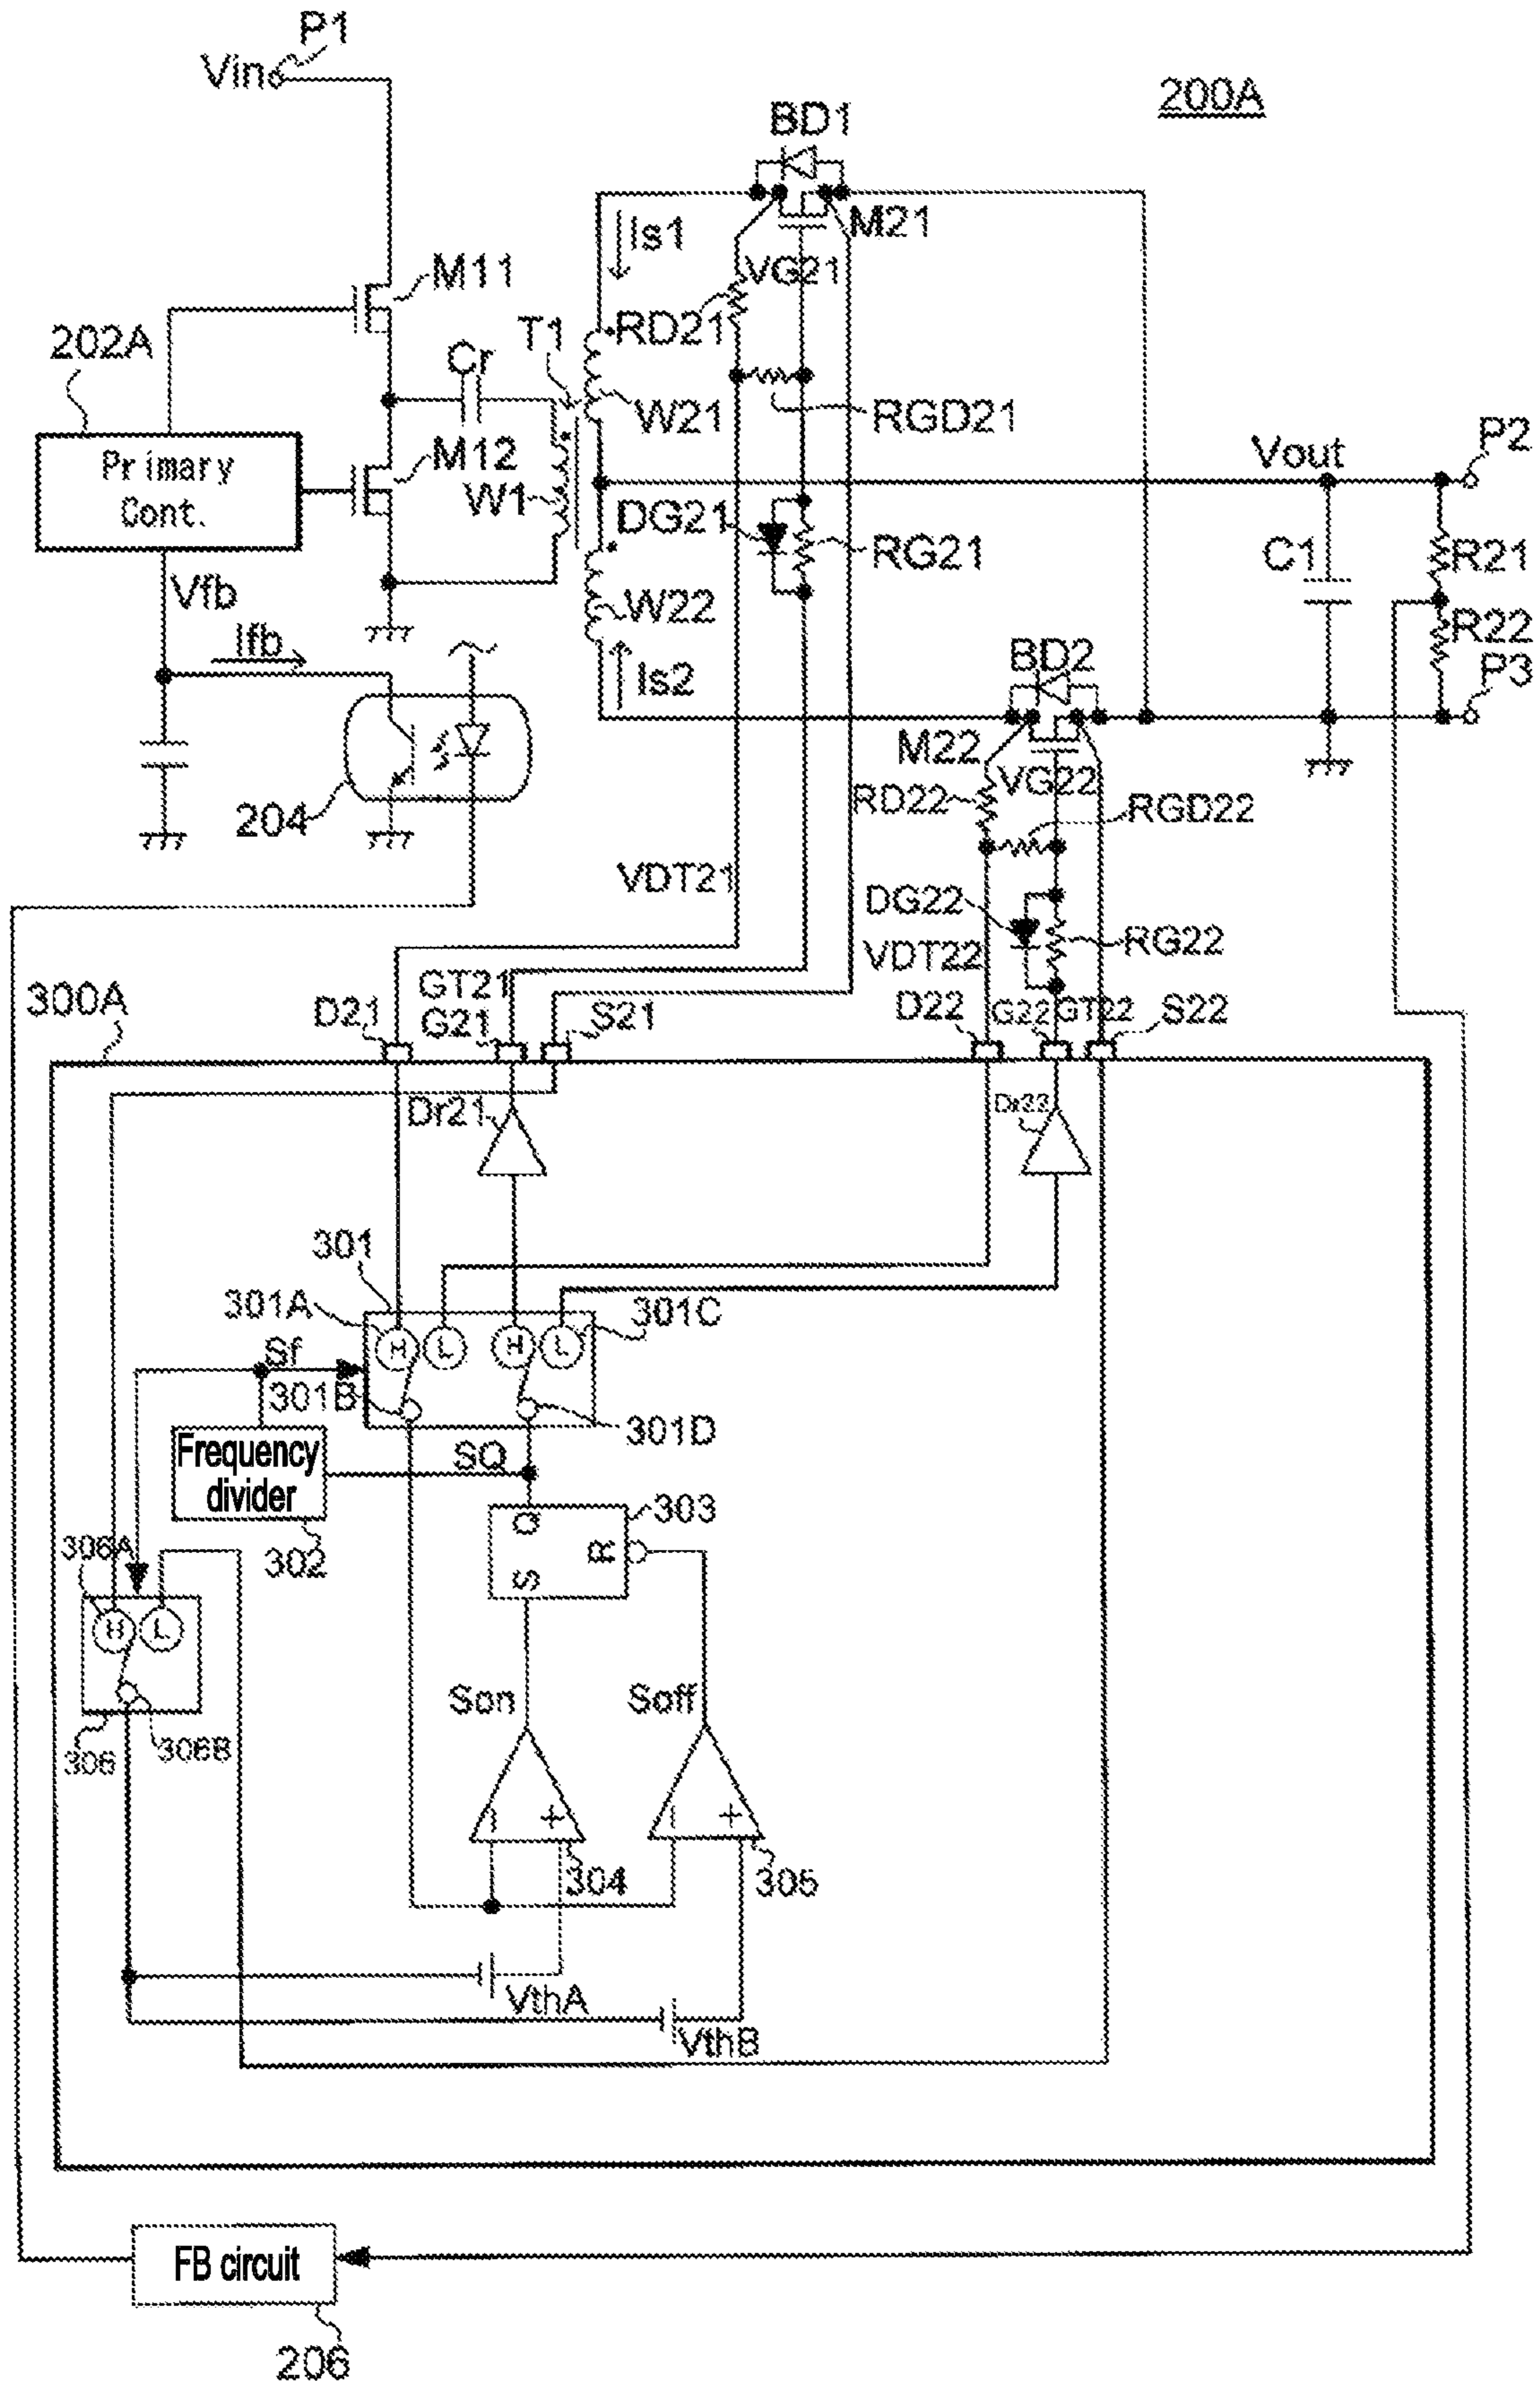 P1
Vin
200A
BD1
M21
Is1
VG21
M11
RD21
202A
T1
Cr
W21
RGD21
P2
Primary
Cont.
M12
W1
Vout
DG21
RG21
C1
R21
Vfb
W22
R22
Ifb
Is2
BD2
P3
M22
VG22
RD22
RGD22
204
VDT21
DG22
VDT22
RG22
300A
D21
GT21
G21
S21
D22
G22
GT22
S22
Dr21
Dr22
301
301A
H
L
H
L
301C
Sf
301B
301D
Frequency
divider
SQ
302
Q
303
R
S
306A
H
L
Son
Soff
306
306B
−
+
−
+
304
305
VthA
VthB
FB circuit
206